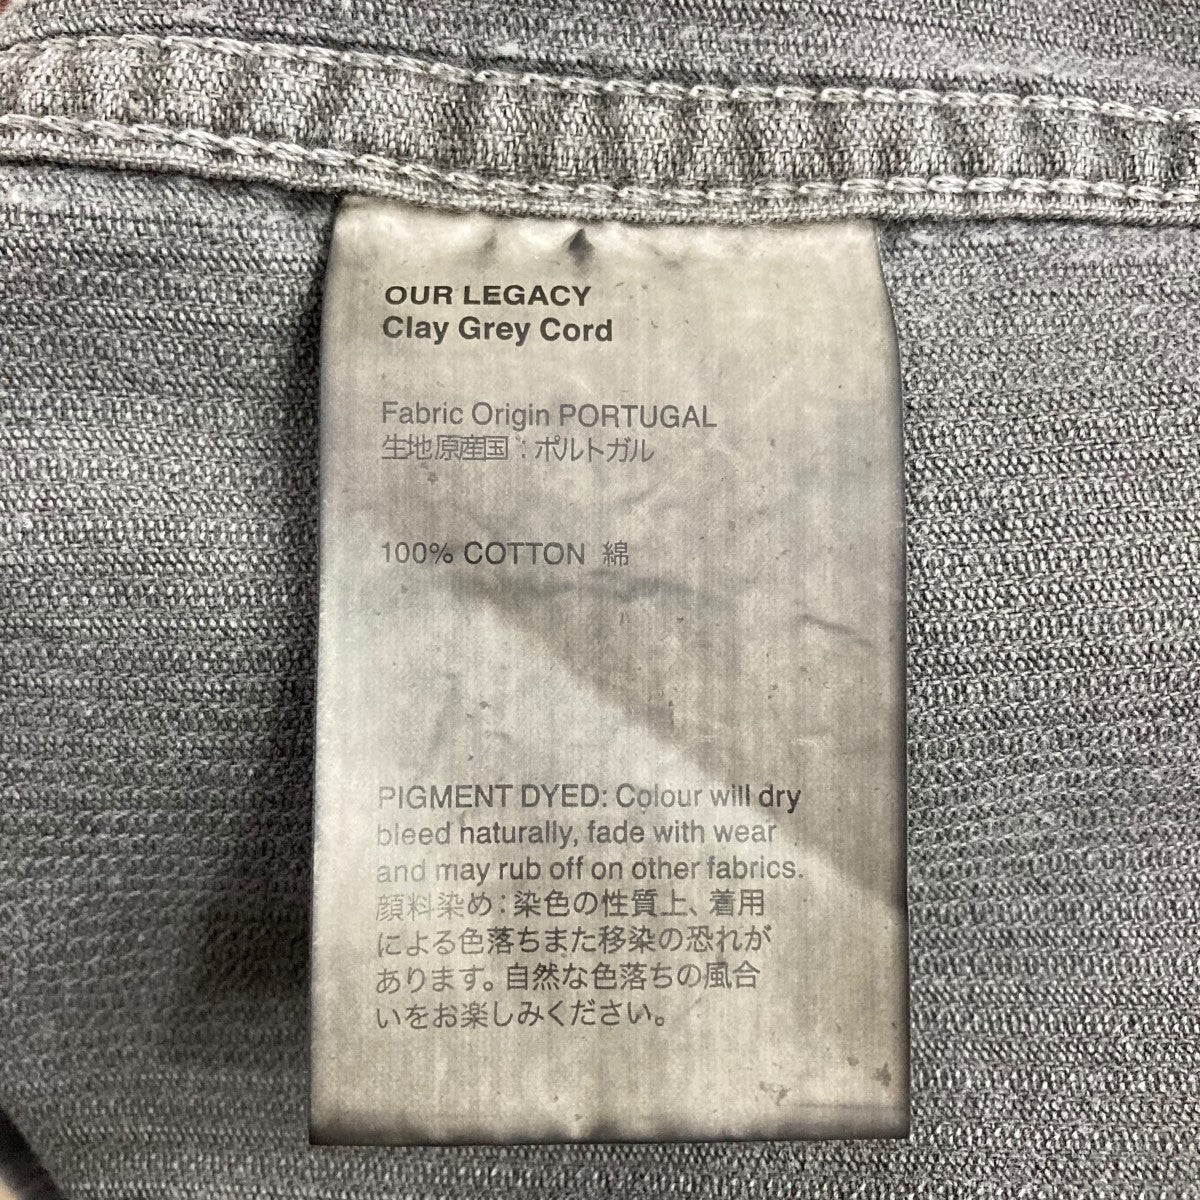 OUR LEGACY
Clay Grey Cord
Fabric Origin PORTUGAL
生地原産国：ポルトガル
100% COTTON 綿
PIGMENT DYED: Colour will dry
bleed naturally, fade with wear
and may rub off on other fabrics.
顔料染め：染色の性質上、着用
による色落ちまた移染の恐れが
あります。自然な色落ちの風合
いをお楽しみください。